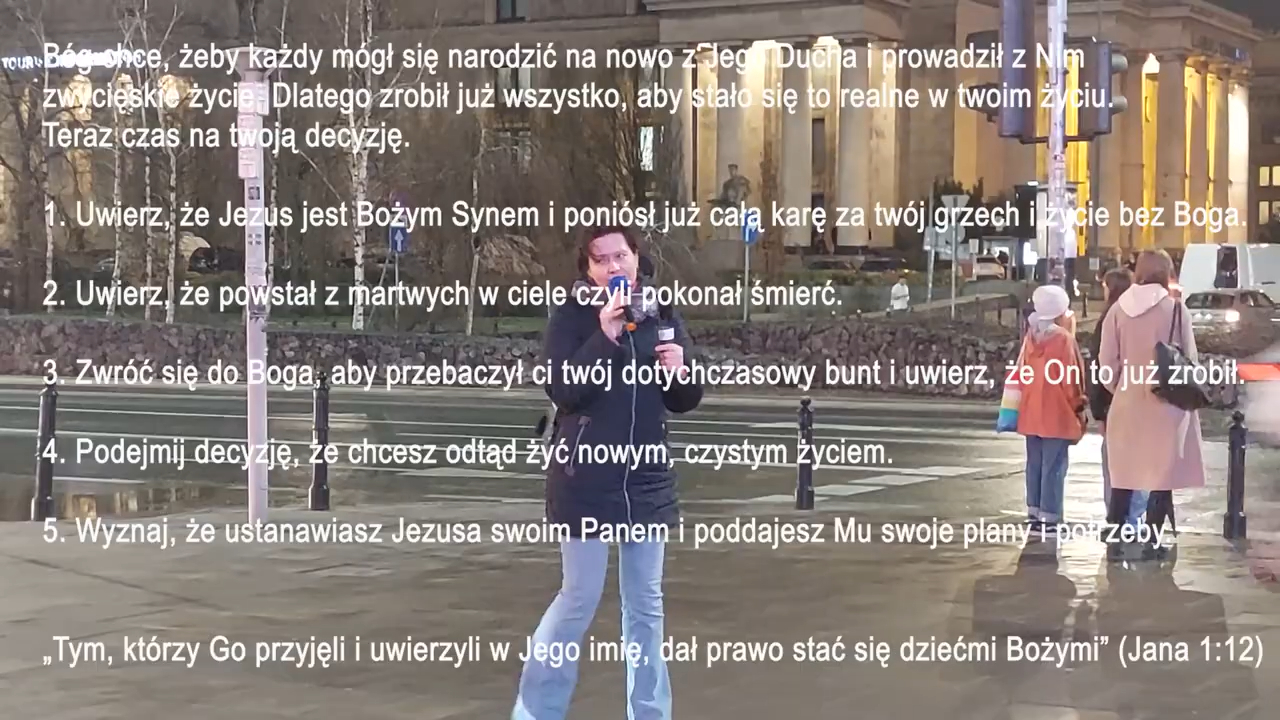 Bóg chce, żeby każdy mógł się narodzić na nowo z Jego Ducha i prowadził z Nim
zwycięskie życie. Dlatego zrobił już wszystko, aby stało się to realne w twoim życiu.
Teraz czas na twoją decyzję.
1. Uwierz, że Jezus jest Bożym Synem i poniósł już całą karę za twój grzech i życie bez Boga.
2. Uwierz, że powstał z martwych w ciele czyli pokonał śmierć.
3. Zwróć się do Boga, aby przebaczył ci twój dotychczasowy bunt i uwierz, że On to już zrobił.
4. Podejmij decyzję, że chcesz odtąd żyć nowym, czystym życiem.
5. Wyznaj, że ustanawiasz Jezusa swoim Panem i poddajesz Mu swoje plany i potrzeby.
„Tym, którzy Go przyjęli i uwierzyli w Jego imię, dał prawo stać się dziećmi Bożymi” (Jana 1:12)